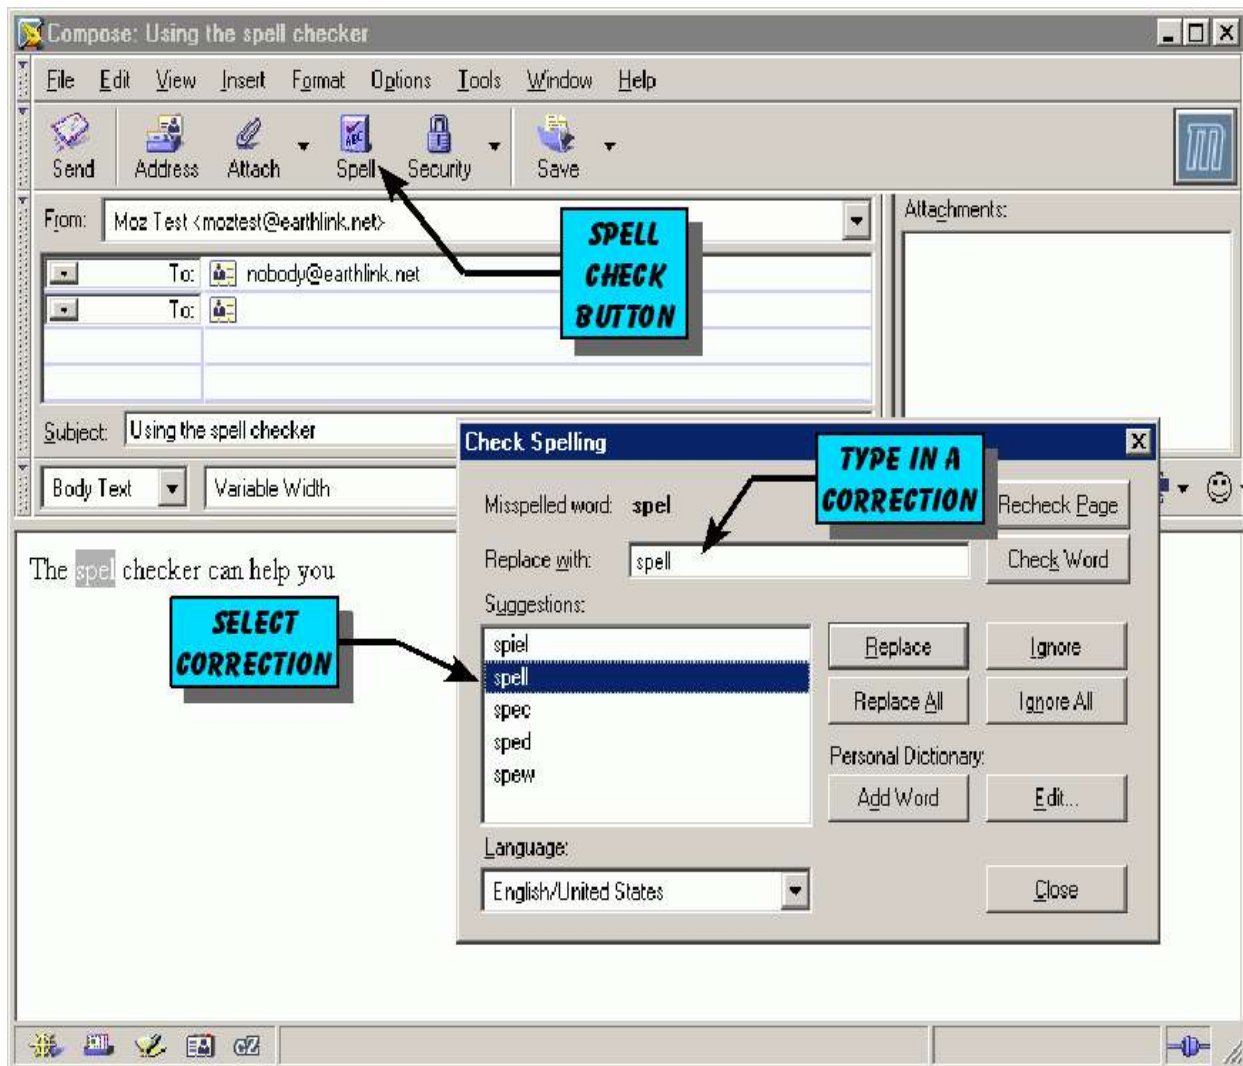 Compose: Using the spell checker
File Edit View Insert Format Options Tools Window Help
Send Address Attach Spell Security Save
From: Moz Test <moztest@earthlink.net>
Attachments:
SPELL
CHECK
BUTTON
To: nobody@earthlink.net
To:
Subject: Using the spell checker
Body Text Variable Width
Check Spelling
TYPE IN A
CORRECTION
Misspelled word: spel
Recheck Page
Replace with: spell
Check Word
The spel checker can help you
SELECT
CORRECTION
Suggestions:
spiel
spell
spec
sped
spew
Replace Ignore
Replace All Ignore All
Personal Dictionary:
Add Word Edit...
Language:
English/United States
Close